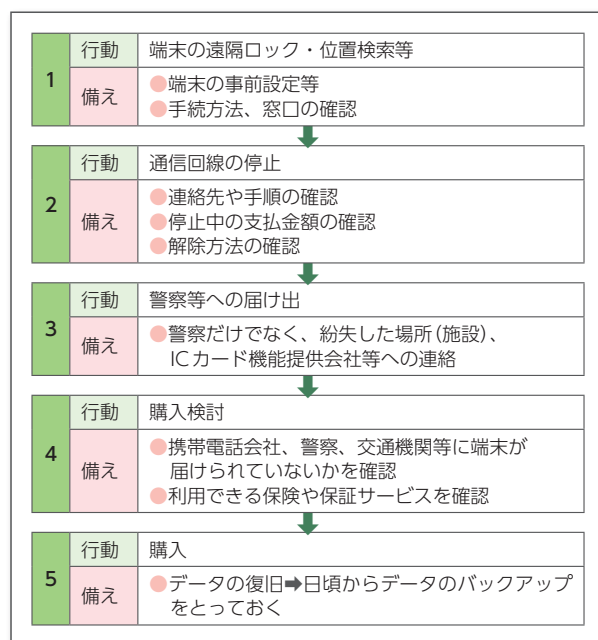 1
行動 端末の遠隔ロック・位置検索等
備え ●端末の事前設定等
●手続方法、窓口の確認
2
行動 通信回線の停止
備え ●連絡先や手順の確認
●停止中の支払金額の確認
●解除方法の確認
3
行動 警察等への届け出
備え ●警察だけでなく、紛失した場所(施設)、
ICカード機能提供会社等への連絡
4
行動 購入検討
備え ●携帯電話会社、警察、交通機関等に端末が
届けられていないかを確認
●利用できる保険や保証サービスを確認
5
行動 購入
備え ●データの復旧➡日頃からデータのバックアップ
をとっておく